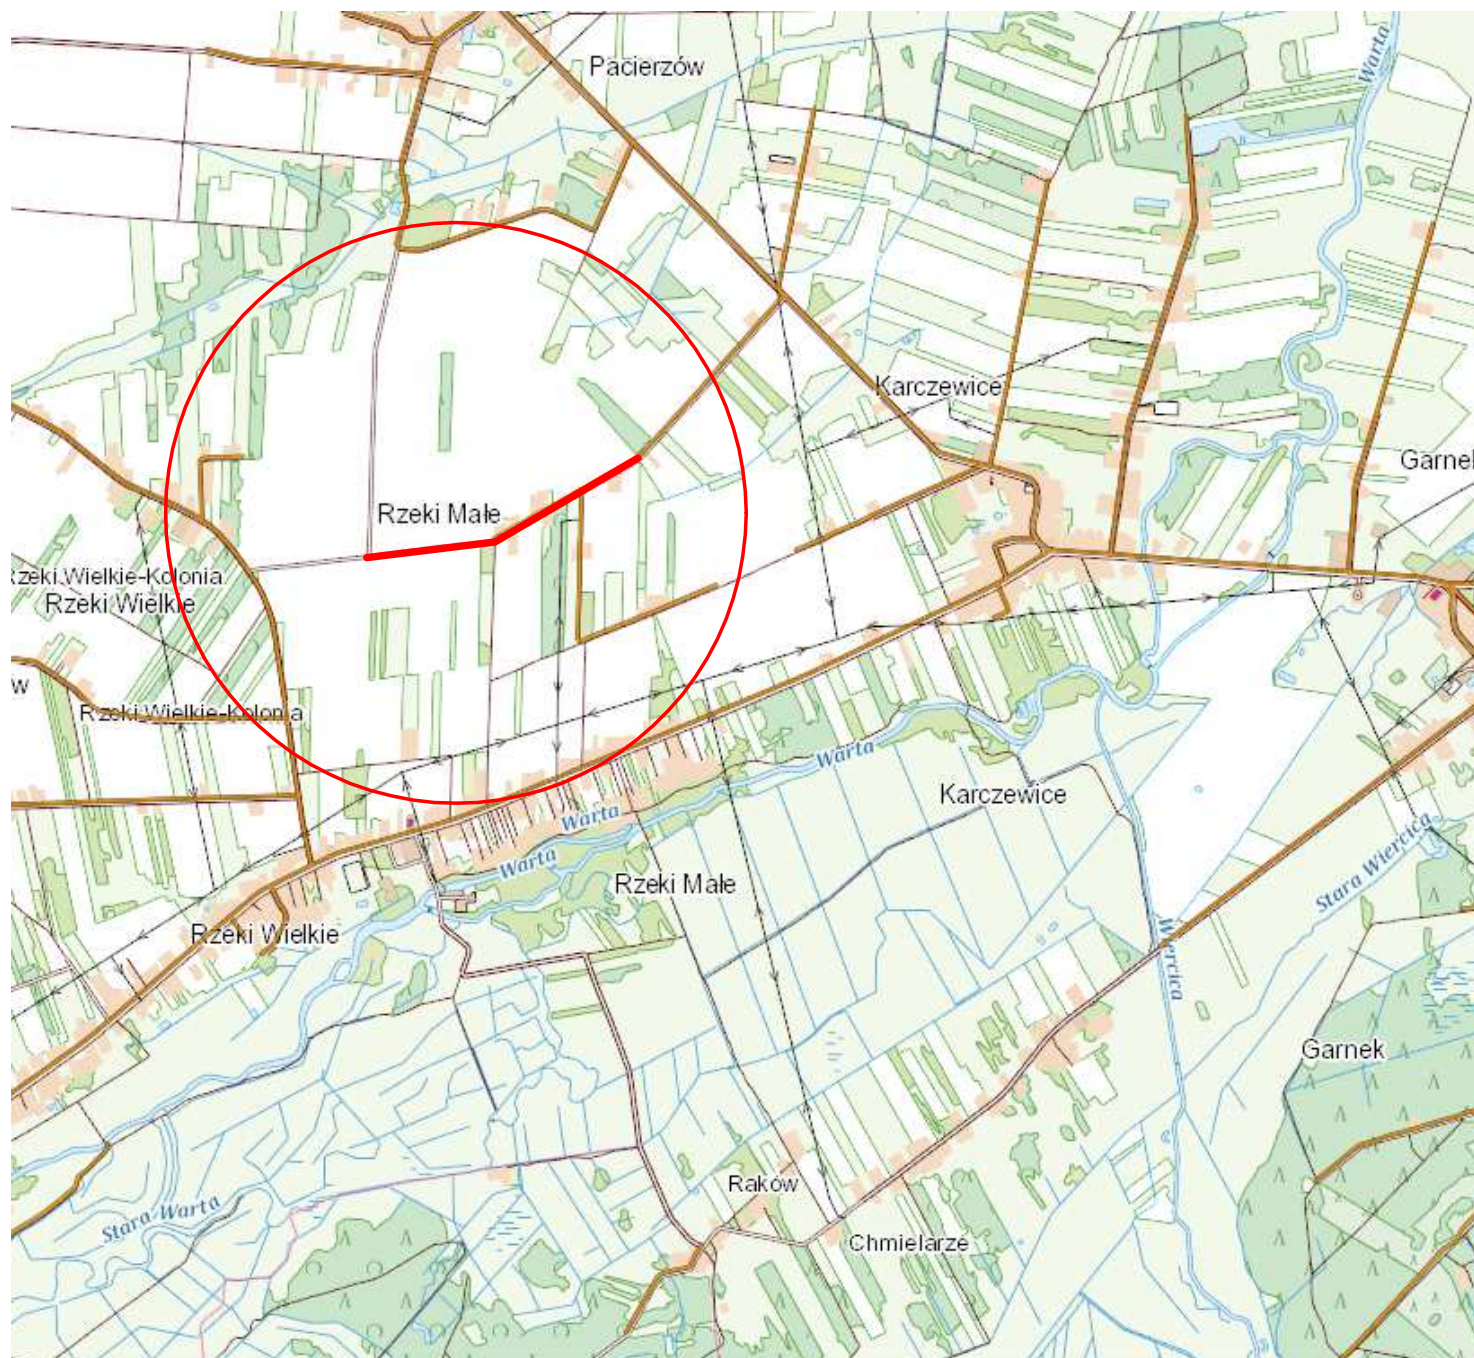 Pacierzów
Warta
Karczewice
Garne
Rzeki Małe
Rzeki Wielkie-Kolonia
Rzeki Wielkie
w
Rzeki Wielkie-Kolonia
Warta
Karczewice
Warta
Stara Wiercica
Warta
Rzeki Małe
Rzeki Wielkie
Wiercica
Garnek
Raków
Stara Warta
Chmielarze